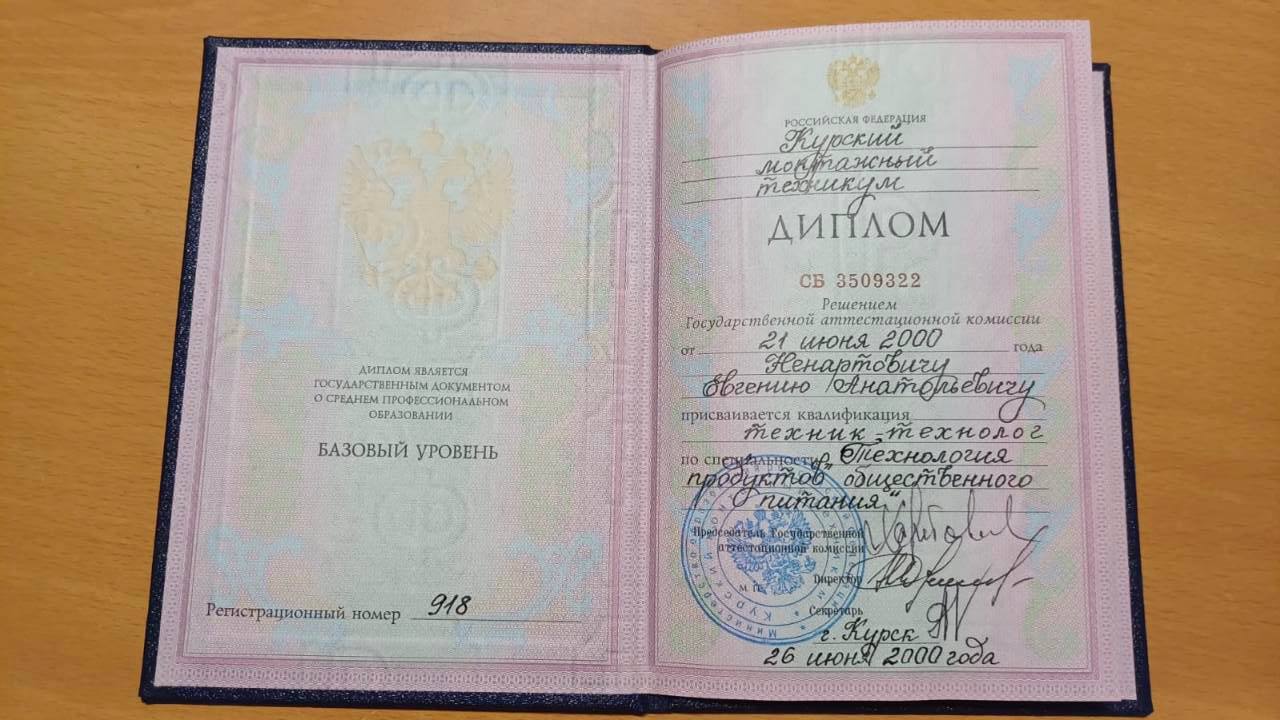 ДИПЛОМ ЯВЛЯЕТСЯ
ГОСУДАРСТВЕННЫМ ДОКУМЕНТОМ
О СРЕДНЕМ ПРОФЕССИОНАЛЬНОМ
ОБРАЗОВАНИИ
БАЗОВЫЙ УРОВЕНЬ
Регистрационный номер 918
РОССИЙСКАЯ ФЕДЕРАЦИЯ
Курский
монтажный
техникум
ДИПЛОМ
СБ 3509322
Решением
Государственной аттестационной комиссии
от 21 июня 2000 года
Ненартовичу
Евгению Анатольевичу
присваивается квалификация
техник-технолог
по специальности „Технология
продуктов общественного
питания“
Председатель Государственной
аттестационной комиссии
Директор
Секретарь
г. Курск
26 июня 2000 года